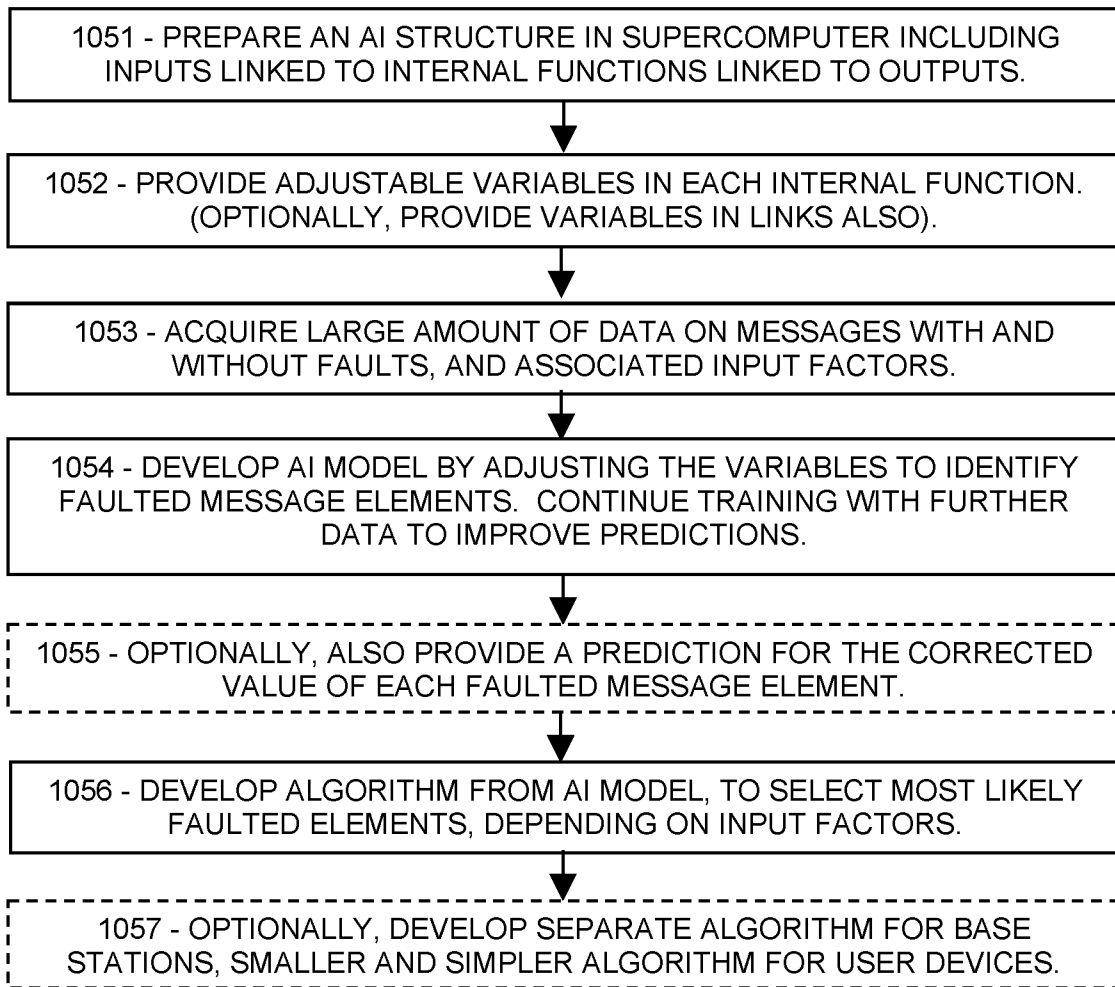 1051 - PREPARE AN AI STRUCTURE IN SUPERCOMPUTER INCLUDING
INPUTS LINKED TO INTERNAL FUNCTIONS LINKED TO OUTPUTS.
1052 - PROVIDE ADJUSTABLE VARIABLES IN EACH INTERNAL FUNCTION.
(OPTIONALLY, PROVIDE VARIABLES IN LINKS ALSO).
1053 - ACQUIRE LARGE AMOUNT OF DATA ON MESSAGES WITH AND
WITHOUT FAULTS, AND ASSOCIATED INPUT FACTORS.
1054 - DEVELOP AI MODEL BY ADJUSTING THE VARIABLES TO IDENTIFY
FAULTED MESSAGE ELEMENTS. CONTINUE TRAINING WITH FURTHER
DATA TO IMPROVE PREDICTIONS.
1055 - OPTIONALLY, ALSO PROVIDE A PREDICTION FOR THE CORRECTED
VALUE OF EACH FAULTED MESSAGE ELEMENT.
1056 - DEVELOP ALGORITHM FROM AI MODEL, TO SELECT MOST LIKELY
FAULTED ELEMENTS, DEPENDING ON INPUT FACTORS.
1057 - OPTIONALLY, DEVELOP SEPARATE ALGORITHM FOR BASE
STATIONS, SMALLER AND SIMPLER ALGORITHM FOR USER DEVICES.